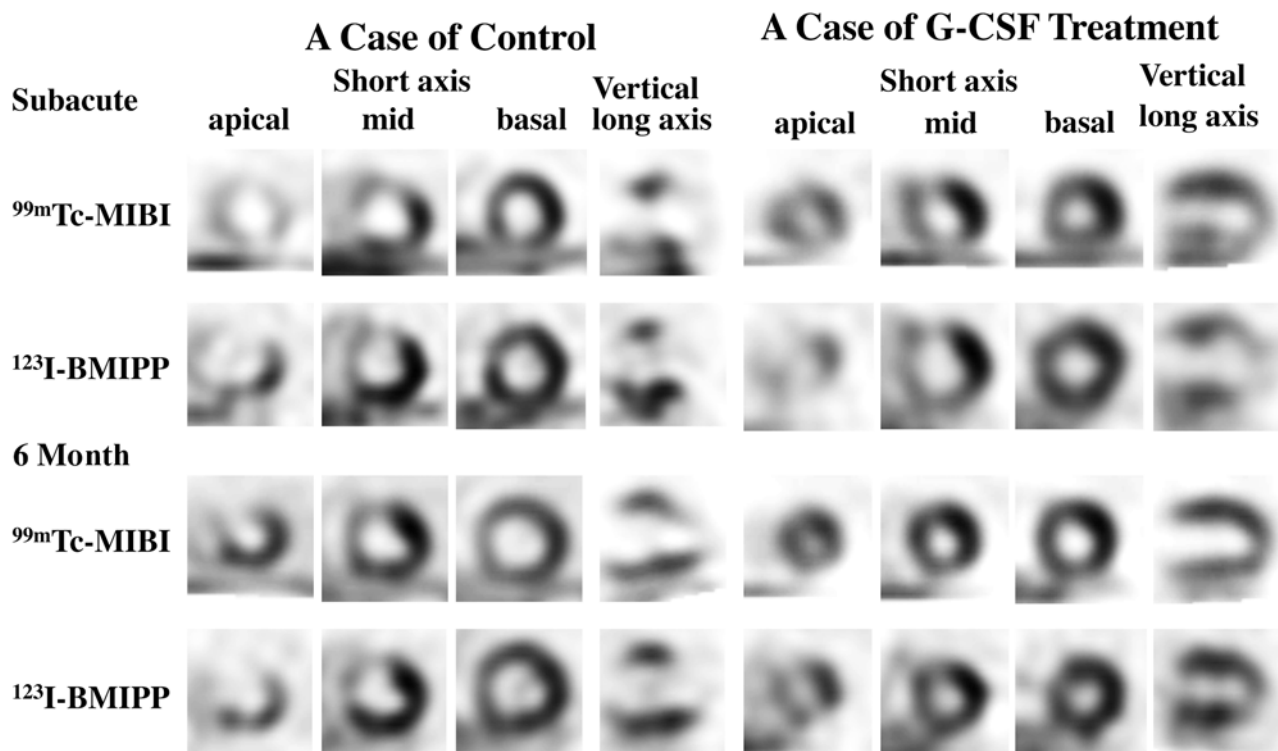 A Case of Control
A Case of G-CSF Treatment
Subacute
Short axis
Vertical
long axis
apical
mid
basal
Short axis
Vertical
long axis
apical
mid
basal
99mTc-MIBI
123I-BMIPP
6 Month
99mTc-MIBI
123I-BMIPP